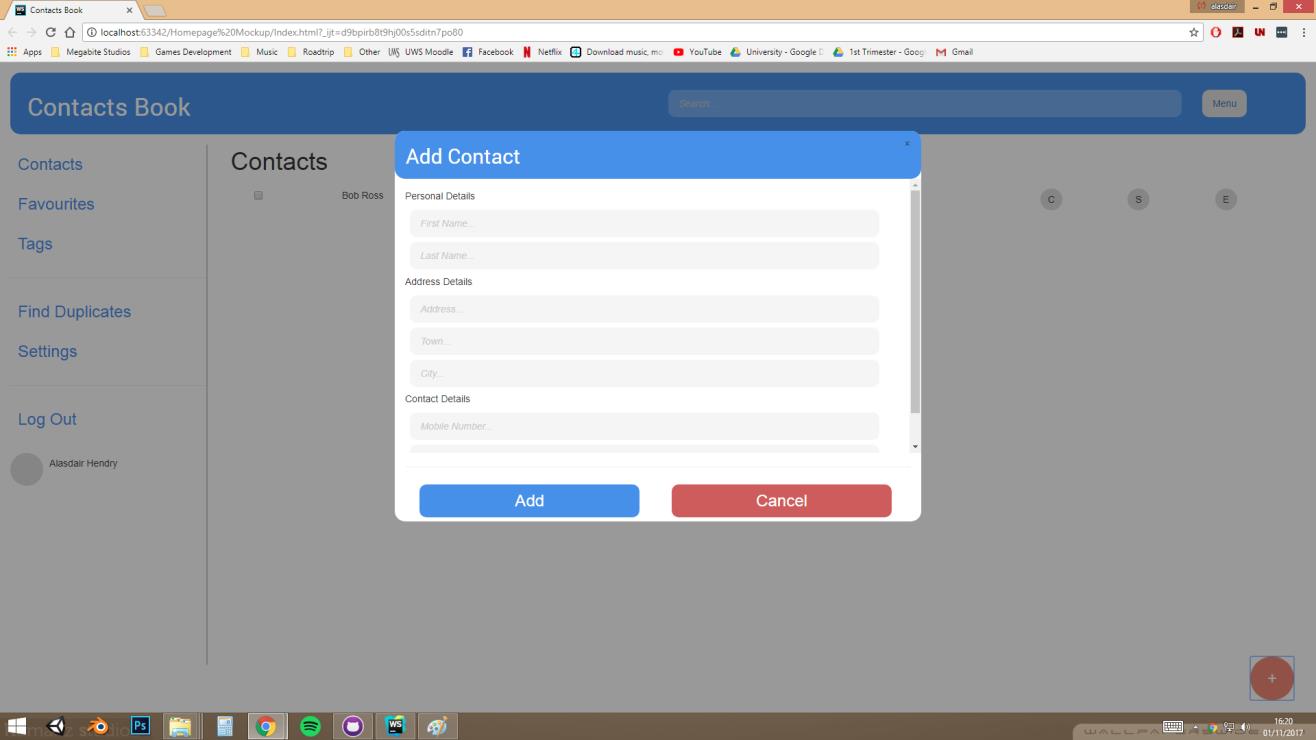 Contacts Book
alasdair
localhost:63342/Homepage%20Mockup/Index.html?_ijt=d9bpirb8t9hj00s5sditn7po80
Apps Megabite Studios Games Development Music Roadtrip Other UWS UWS Moodle Facebook Netflix Download music, mo YouTube University - Google D 1st Trimester - Goog Gmail
Contacts Book
Search...
Menu
Contacts
Favourites
Tags
Find Duplicates
Settings
Log Out
Alasdair Hendry
Contacts
Bob Ross
C S E
Add Contact
×
Personal Details
First Name...
Last Name...
Address Details
Address...
Town...
City...
Contact Details
Mobile Number...
Add
Cancel
+
Ps
WS
16:20
01/11/2017